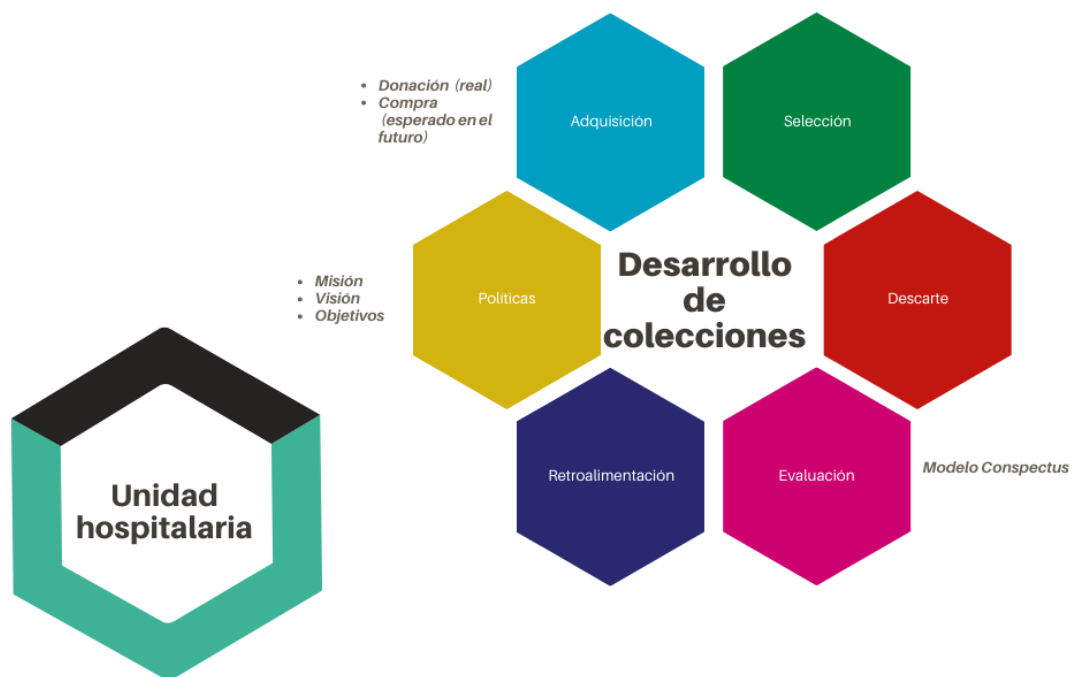 • Donación (real)
• Compra
(esperado en el
futuro)
Adquisición
Selección
• Misión
• Visión
• Objetivos
Políticas
Desarrollo
de
colecciones
Descarte
Unidad
hospitalaria
Retroalimentación
Evaluación
Modelo Conspectus